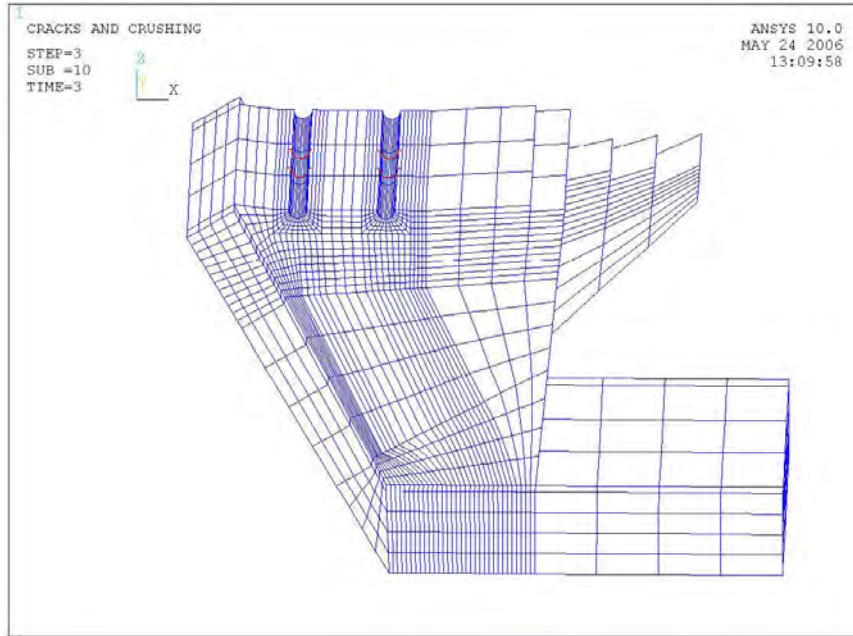 1
CRACKS AND CRUSHING
STEP=3
SUB =10
TIME=3
Z
Y
X
ANSYS 10.0
MAY 24 2006
13:09:58